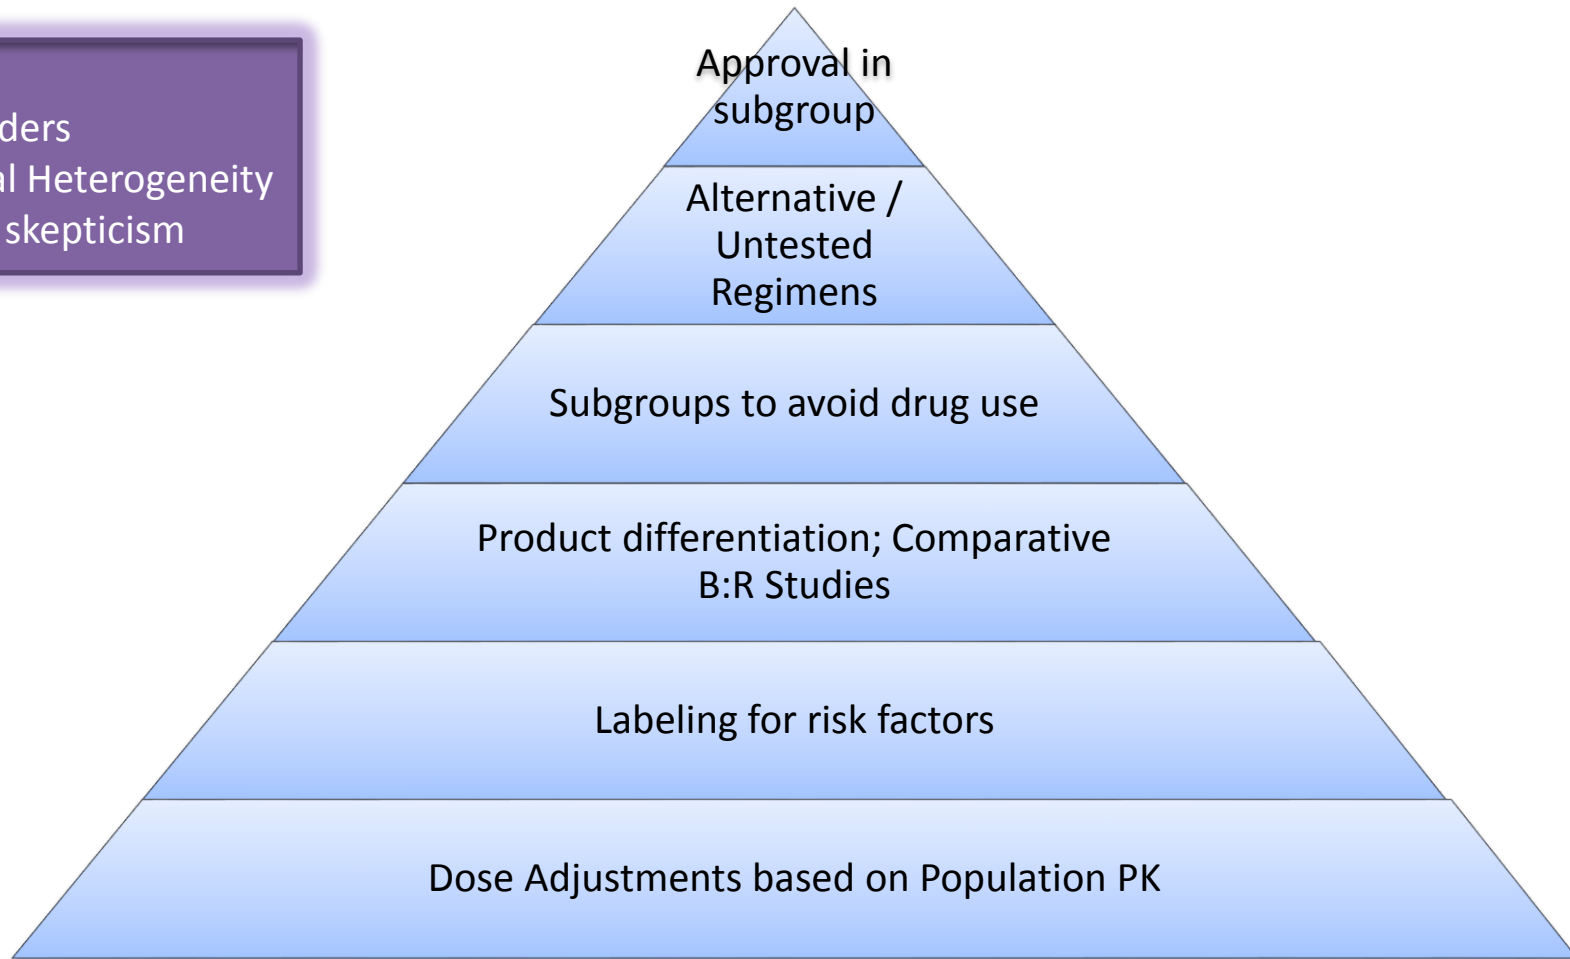 ders
al Heterogeneity
skepticism
Approval in
subgroup
Alternative /
Untested
Regimens
Subgroups to avoid drug use
Product differentiation; Comparative
B:R Studies
Labeling for risk factors
Dose Adjustments based on Population PK